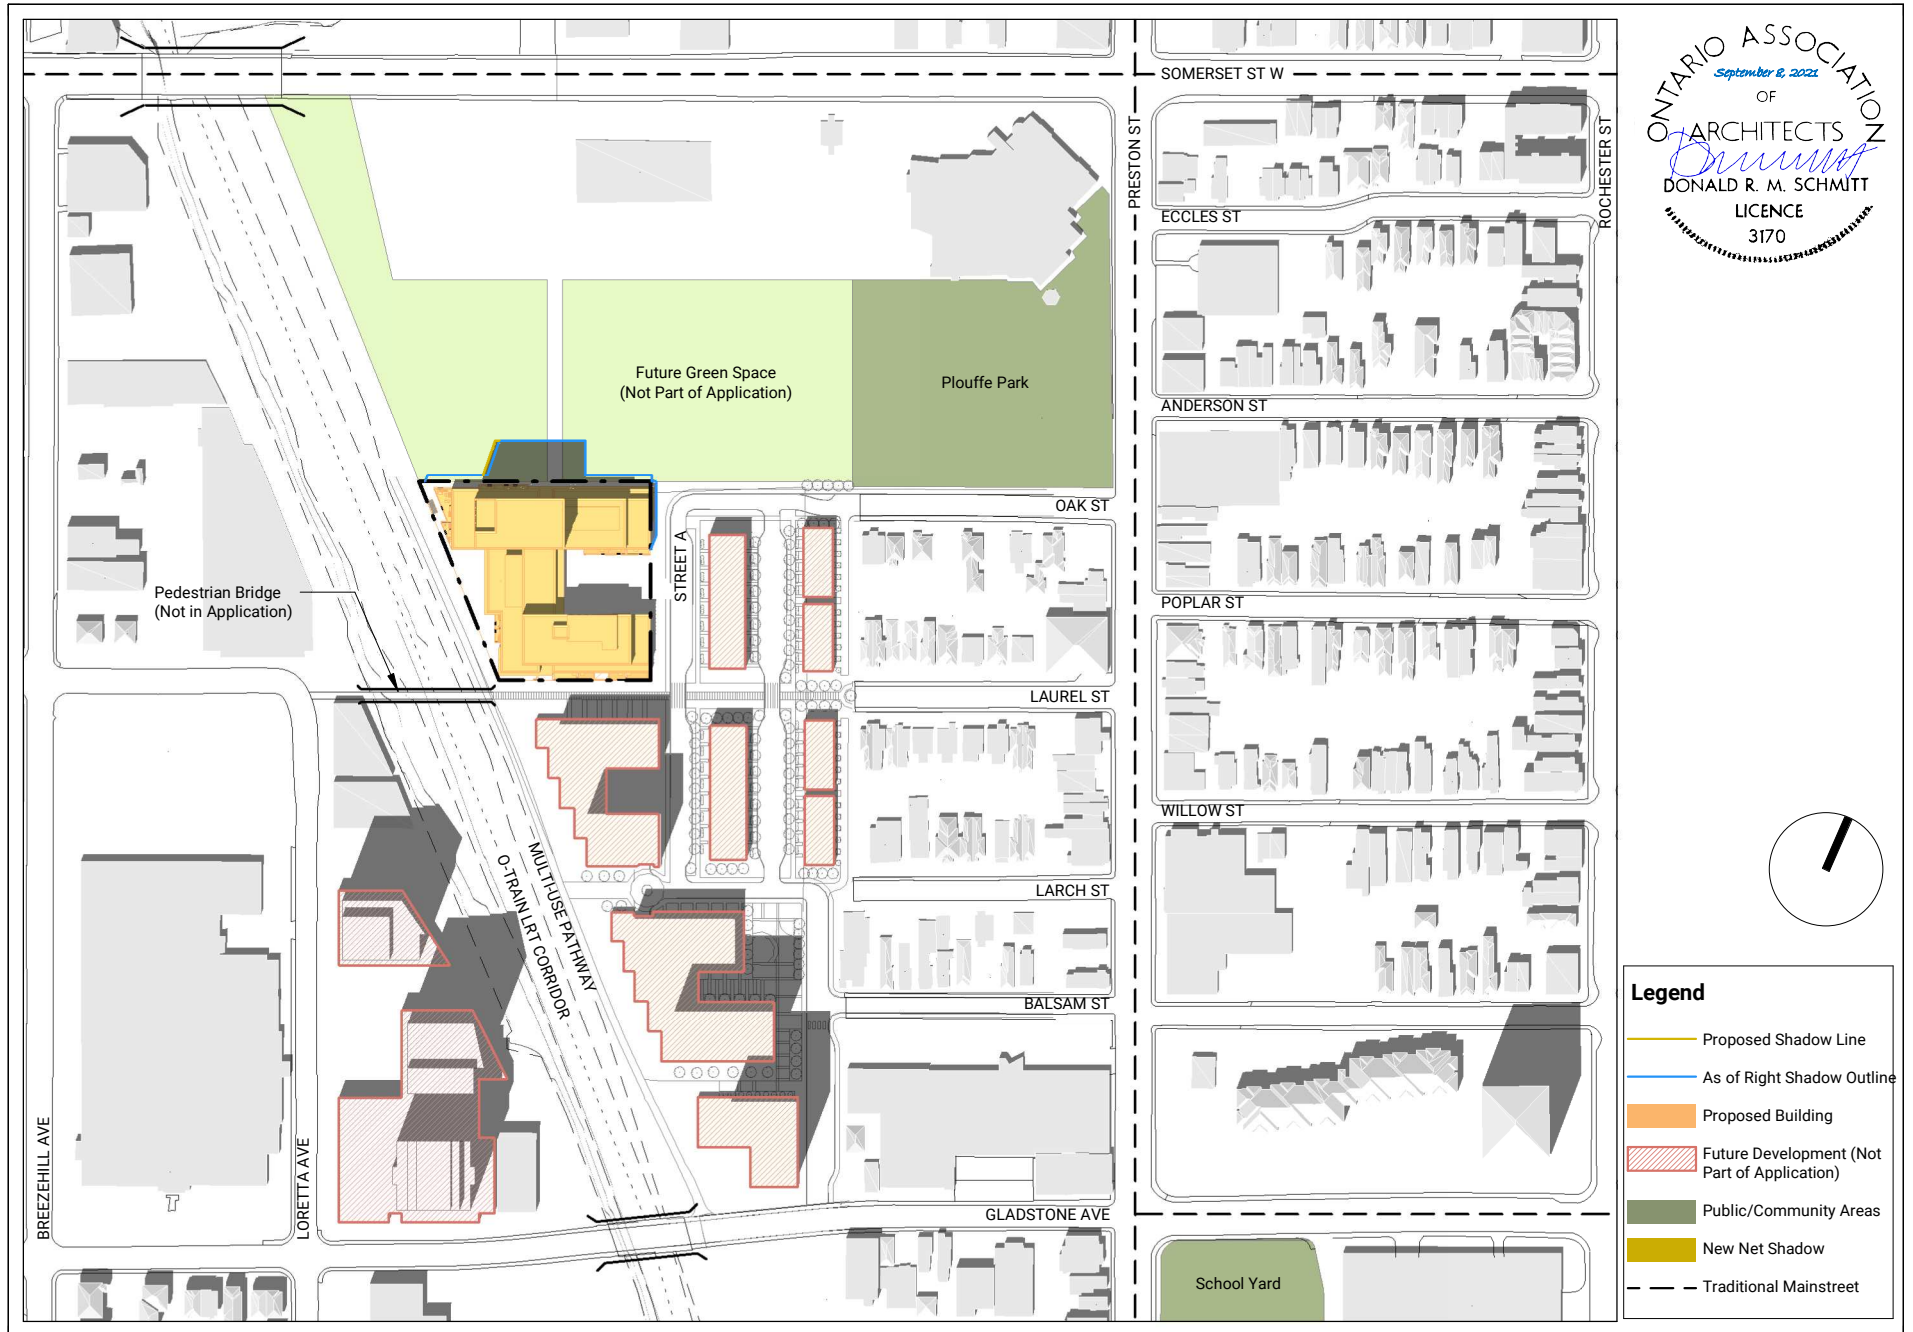 SOMERSET ST W
PRESTON ST
ROCHESTER ST
ECCLES ST
Future Green Space
(Not Part of Application)
Plouffe Park
ANDERSON ST
OAK ST
STREET A
Pedestrian Bridge
(Not in Application)
POPLAR ST
LAUREL ST
WILLOW ST
MULTI-USE PATHWAY
O-TRAIN LRT CORRIDOR
LARCH ST
BALSAM ST
BREEZEHILL AVE
LORETTA AVE
GLADSTONE AVE
School Yard
ONTARIO ASSOCIATION
September 8, 2021
OF
ARCHITECTS
DONALD R. M. SCHMITT
LICENCE
3170
Legend
Proposed Shadow Line
As of Right Shadow Outline
Proposed Building
Future Development (Not
Part of Application)
Public/Community Areas
New Net Shadow
Traditional Mainstreet